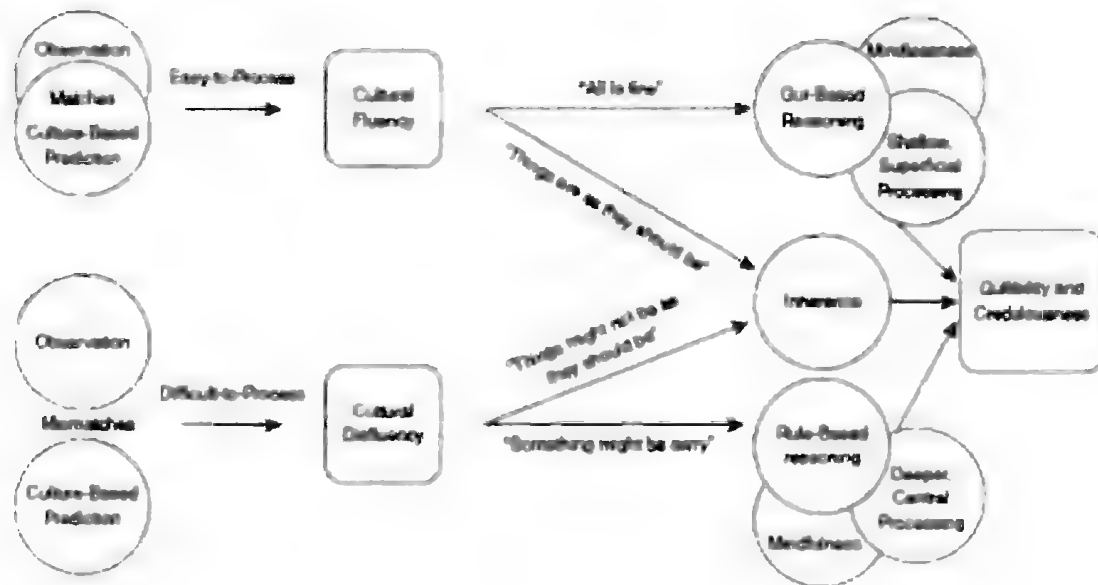 Observation
Matches
Culture-Based
Prediction
Easy-to-Process
Cultural
Fluency
"All is fine"
"Things are as they should be"
Gut-Based
Reasoning
Mindlessness
Shallow,
Superficial
Processing
Inherence
Gullibility and
Credulousness
Observation
Mismatches
Culture-Based
Prediction
Difficult-to-Process
Cultural
Disfluency
"Things might not be as
they should be"
"Something might be awry"
Rule-Based
reasoning
Deeper,
Central
Processing
Mindfulness